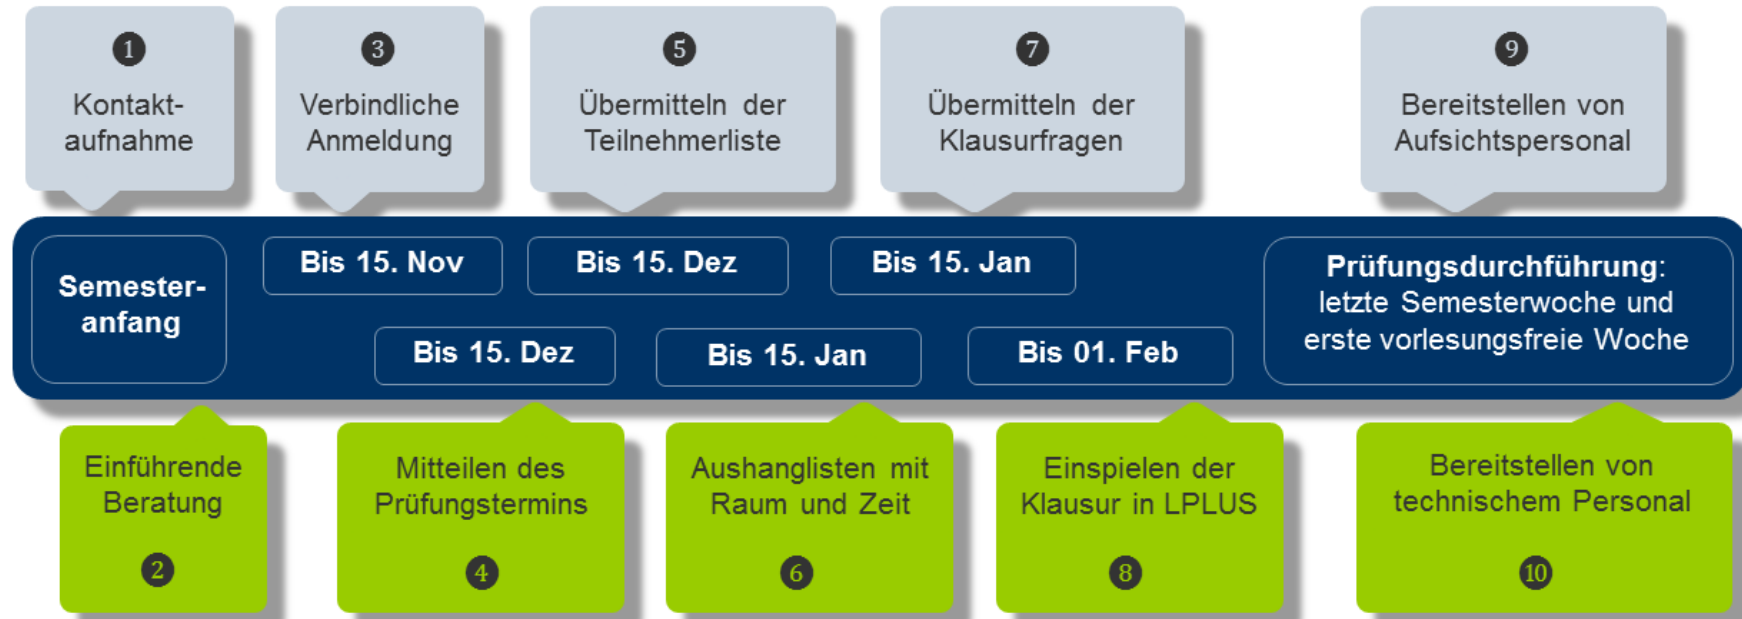 1
Kontakt-
aufnahme
3
Verbindliche
Anmeldung
5
Übermitteln der
Teilnehmerliste
7
Übermitteln der
Klausurfragen
9
Bereitstellen von
Aufsichtspersonal
Semester-
anfang
Bis 15. Nov
Bis 15. Dez
Bis 15. Jan
Bis 15. Dez
Bis 15. Jan
Bis 01. Feb
Prüfungsdurchführung:
letzte Semesterwoche und
erste vorlesungsfreie Woche
Einführende
Beratung
2
Mitteilen des
Prüfungstermins
4
Aushanglisten mit
Raum und Zeit
6
Einspielen der
Klausur in LPLUS
8
Bereitstellen von
technischem Personal
10